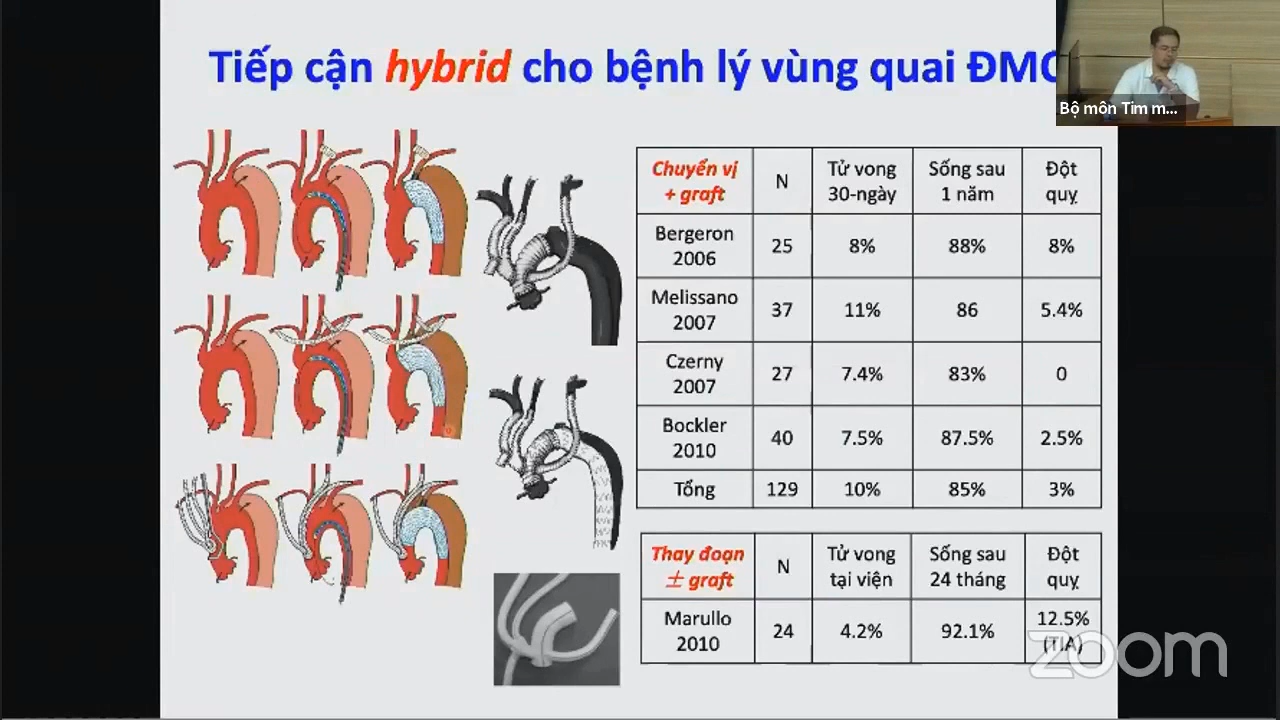 Tiếp cận hybrid cho bệnh lý vùng quai ĐMC
Bộ môn Tim m...
Chuyển vị + graft N Tử vong 30-ngày Sống sau 1 năm Đột quỵ
Bergeron 2006 25 8% 88% 8%
Melissano 2007 37 11% 86 5.4%
Czerny 2007 27 7.4% 83% 0
Bockler 2010 40 7.5% 87.5% 2.5%
Tổng 129 10% 85% 3%
Thay đoạn ± graft N Tử vong tại viện Sống sau 24 tháng Đột quỵ
Marullo 2010 24 4.2% 92.1% 12.5% (TIA)
zoom